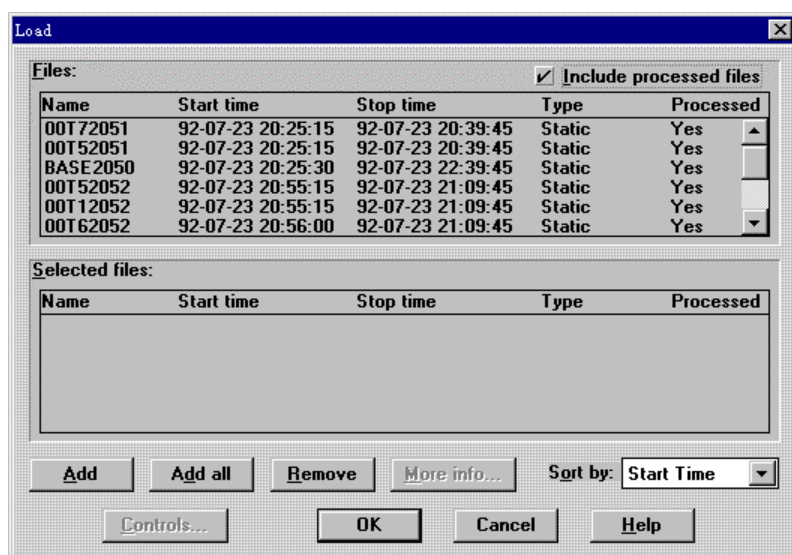 Load
Files:
Include processed files
Name Start time Stop time Type Processed
00T72051 92-07-23 20:25:15 92-07-23 20:39:45 Static Yes
00T52051 92-07-23 20:25:15 92-07-23 20:39:45 Static Yes
BASE2050 92-07-23 20:25:30 92-07-23 22:39:45 Static Yes
00T52052 92-07-23 20:55:15 92-07-23 21:09:45 Static Yes
00T12052 92-07-23 20:55:15 92-07-23 21:09:45 Static Yes
00T62052 92-07-23 20:56:00 92-07-23 21:09:45 Static Yes
Selected files:
Name Start time Stop time Type Processed
Add Add all Remove More info... Sort by: Start Time
Controls... OK Cancel Help